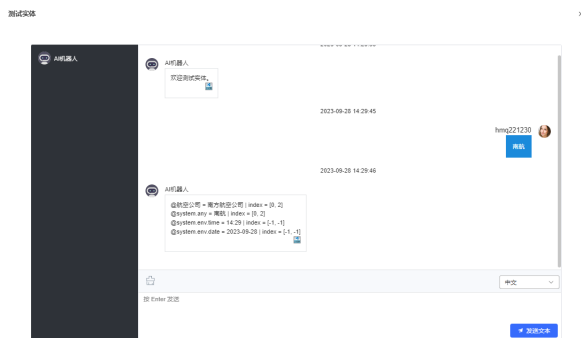 测试实体
AI机器人
AI机器人
欢迎测试实体。
2023-09-28 14:29:45
hmq221230
南航
2023-09-28 14:29:46
AI机器人
@航空公司 = 南方航空公司 | index = [0, 2]
@system.any = 南航 | index = [0, 2]
@system.env.time = 14:29 | index = [-1, -1]
@system.env.date = 2023-09-28 | index = [-1, -1]
中文
按 Enter 发送
发送文本